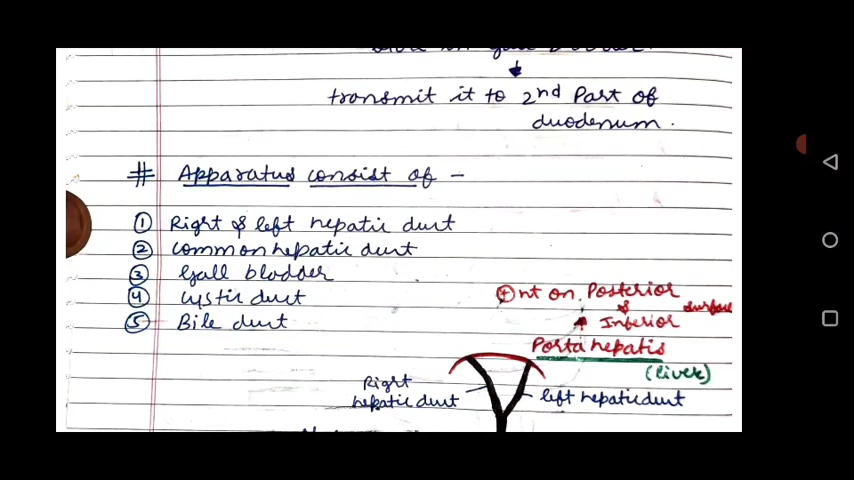 transmit it to 2nd Part of
duodenum.
# Apparatus consist of -
① Right & left hepatic duct
② Common hepatic duct
③ Gall bladder
④ Cystic duct
⑤ Bile duct
⊕nt on Posterior
& surface
Inferior
Porta hepatis
(liver)
Right
hepatic duct
left hepatic duct